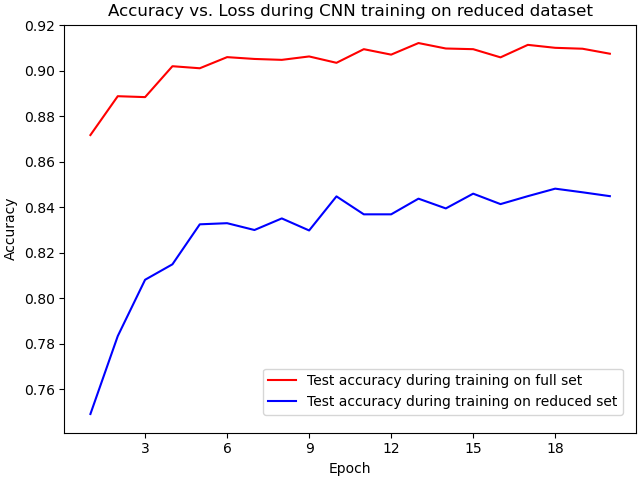 Accuracy vs. Loss during CNN training on reduced dataset
0.92
0.90
0.88
0.86
0.84
0.82
0.80
0.78
0.76
Accuracy
Test accuracy during training on full set
Test accuracy during training on reduced set
3 6 9 12 15 18
Epoch